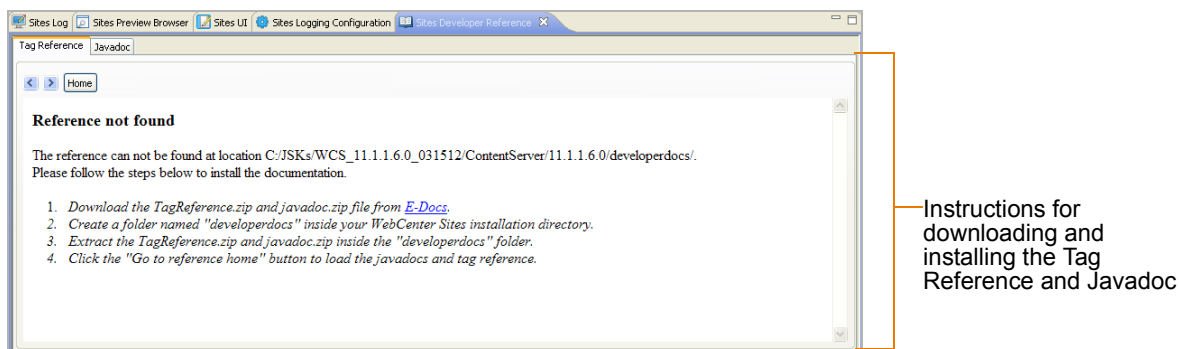 Sites Log Sites Preview Browser Sites UI Sites Logging Configuration Sites Developer Reference
Tag Reference Javadoc
Home
Reference not found
The reference can not be found at location C:/JSKs/WCS_11.1.1.6.0_031512/ContentServer/11.1.1.6.0/developerdocs/.
Please follow the steps below to install the documentation.
1. Download the TagReference.zip and javadoc.zip file from E-Docs.
2. Create a folder named "developerdocs" inside your WebCenter Sites installation directory.
3. Extract the TagReference.zip and javadoc.zip inside the "developerdocs" folder.
4. Click the "Go to reference home" button to load the javadocs and tag reference.
Instructions for
downloading and
installing the Tag
Reference and Javadoc